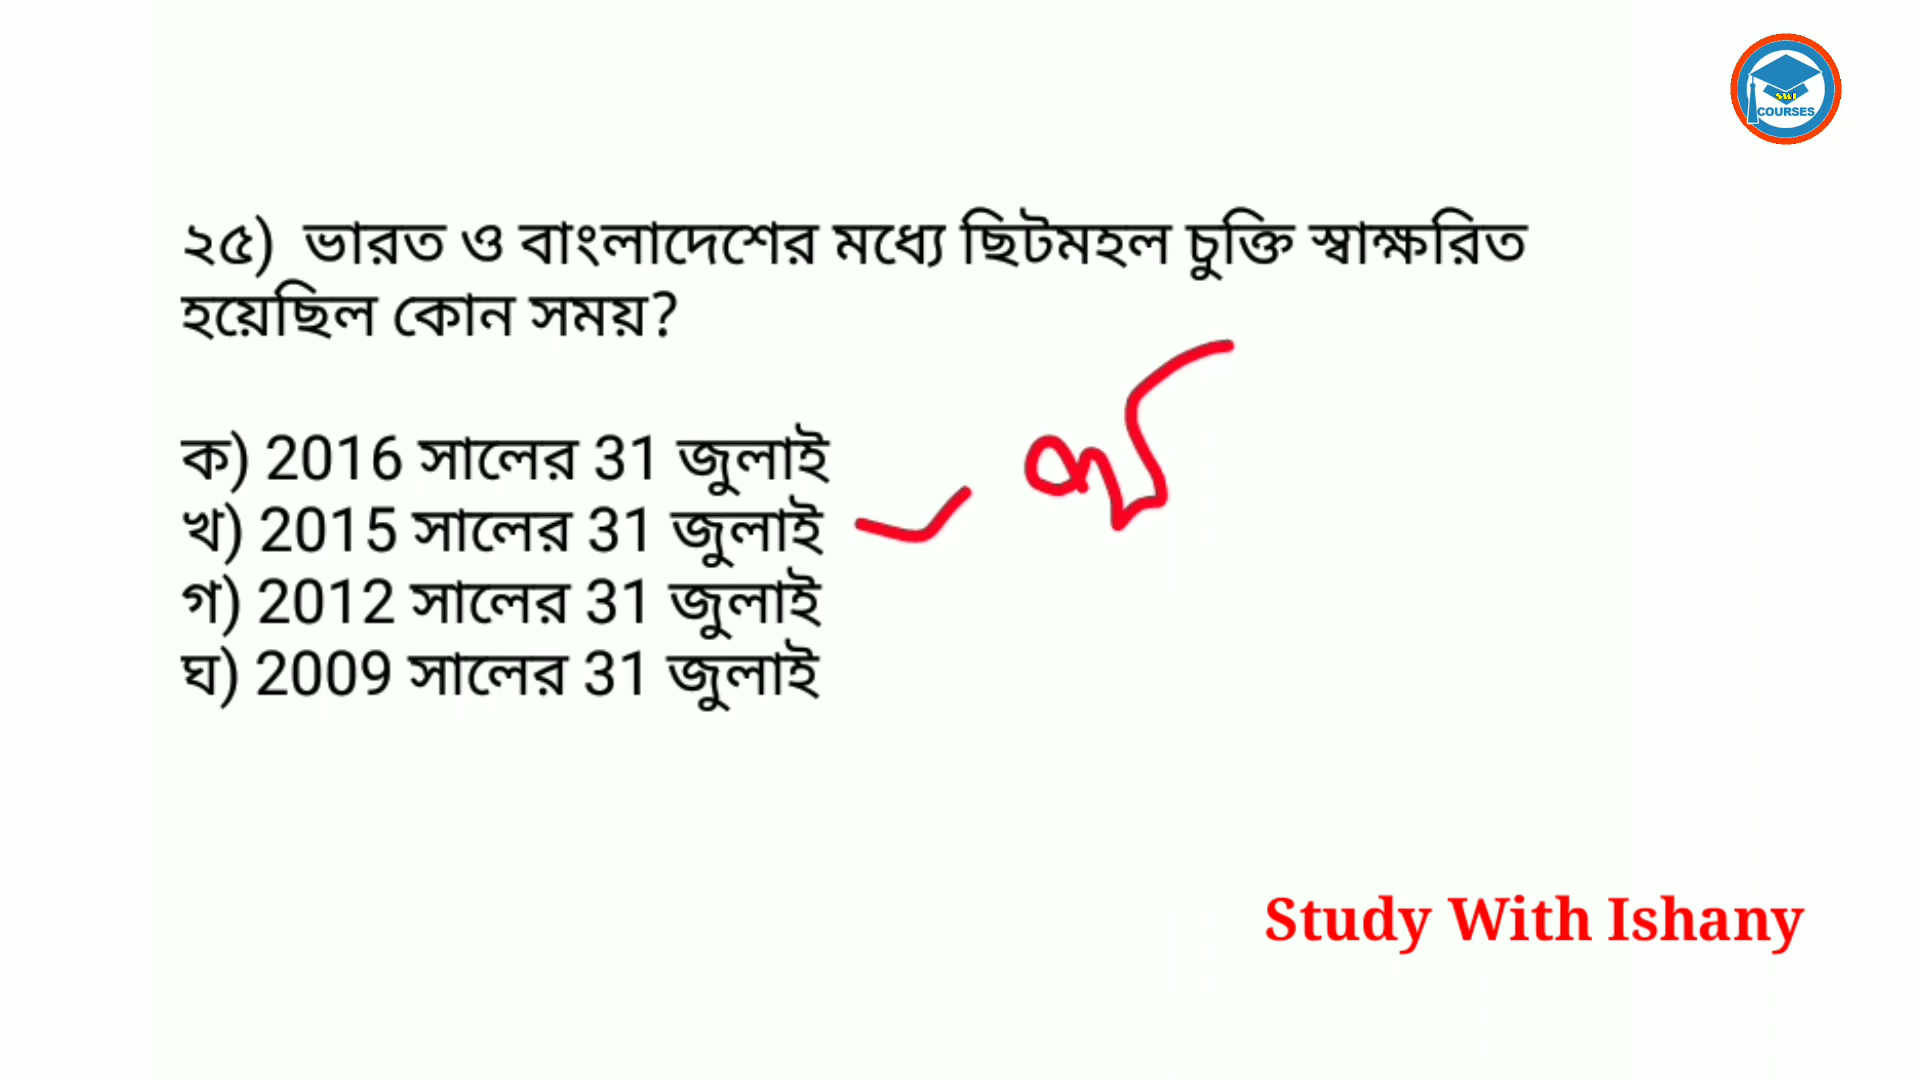 SWI
COURSES
২৫) ভারত ও বাংলাদেশের মধ্যে ছিটমহল চুক্তি স্বাক্ষরিত
হয়েছিল কোন সময়?
ক) 2016 সালের 31 জুলাই
খ) 2015 সালের 31 জুলাই
গ) 2012 সালের 31 জুলাই
ঘ) 2009 সালের 31 জুলাই
Study With Ishany